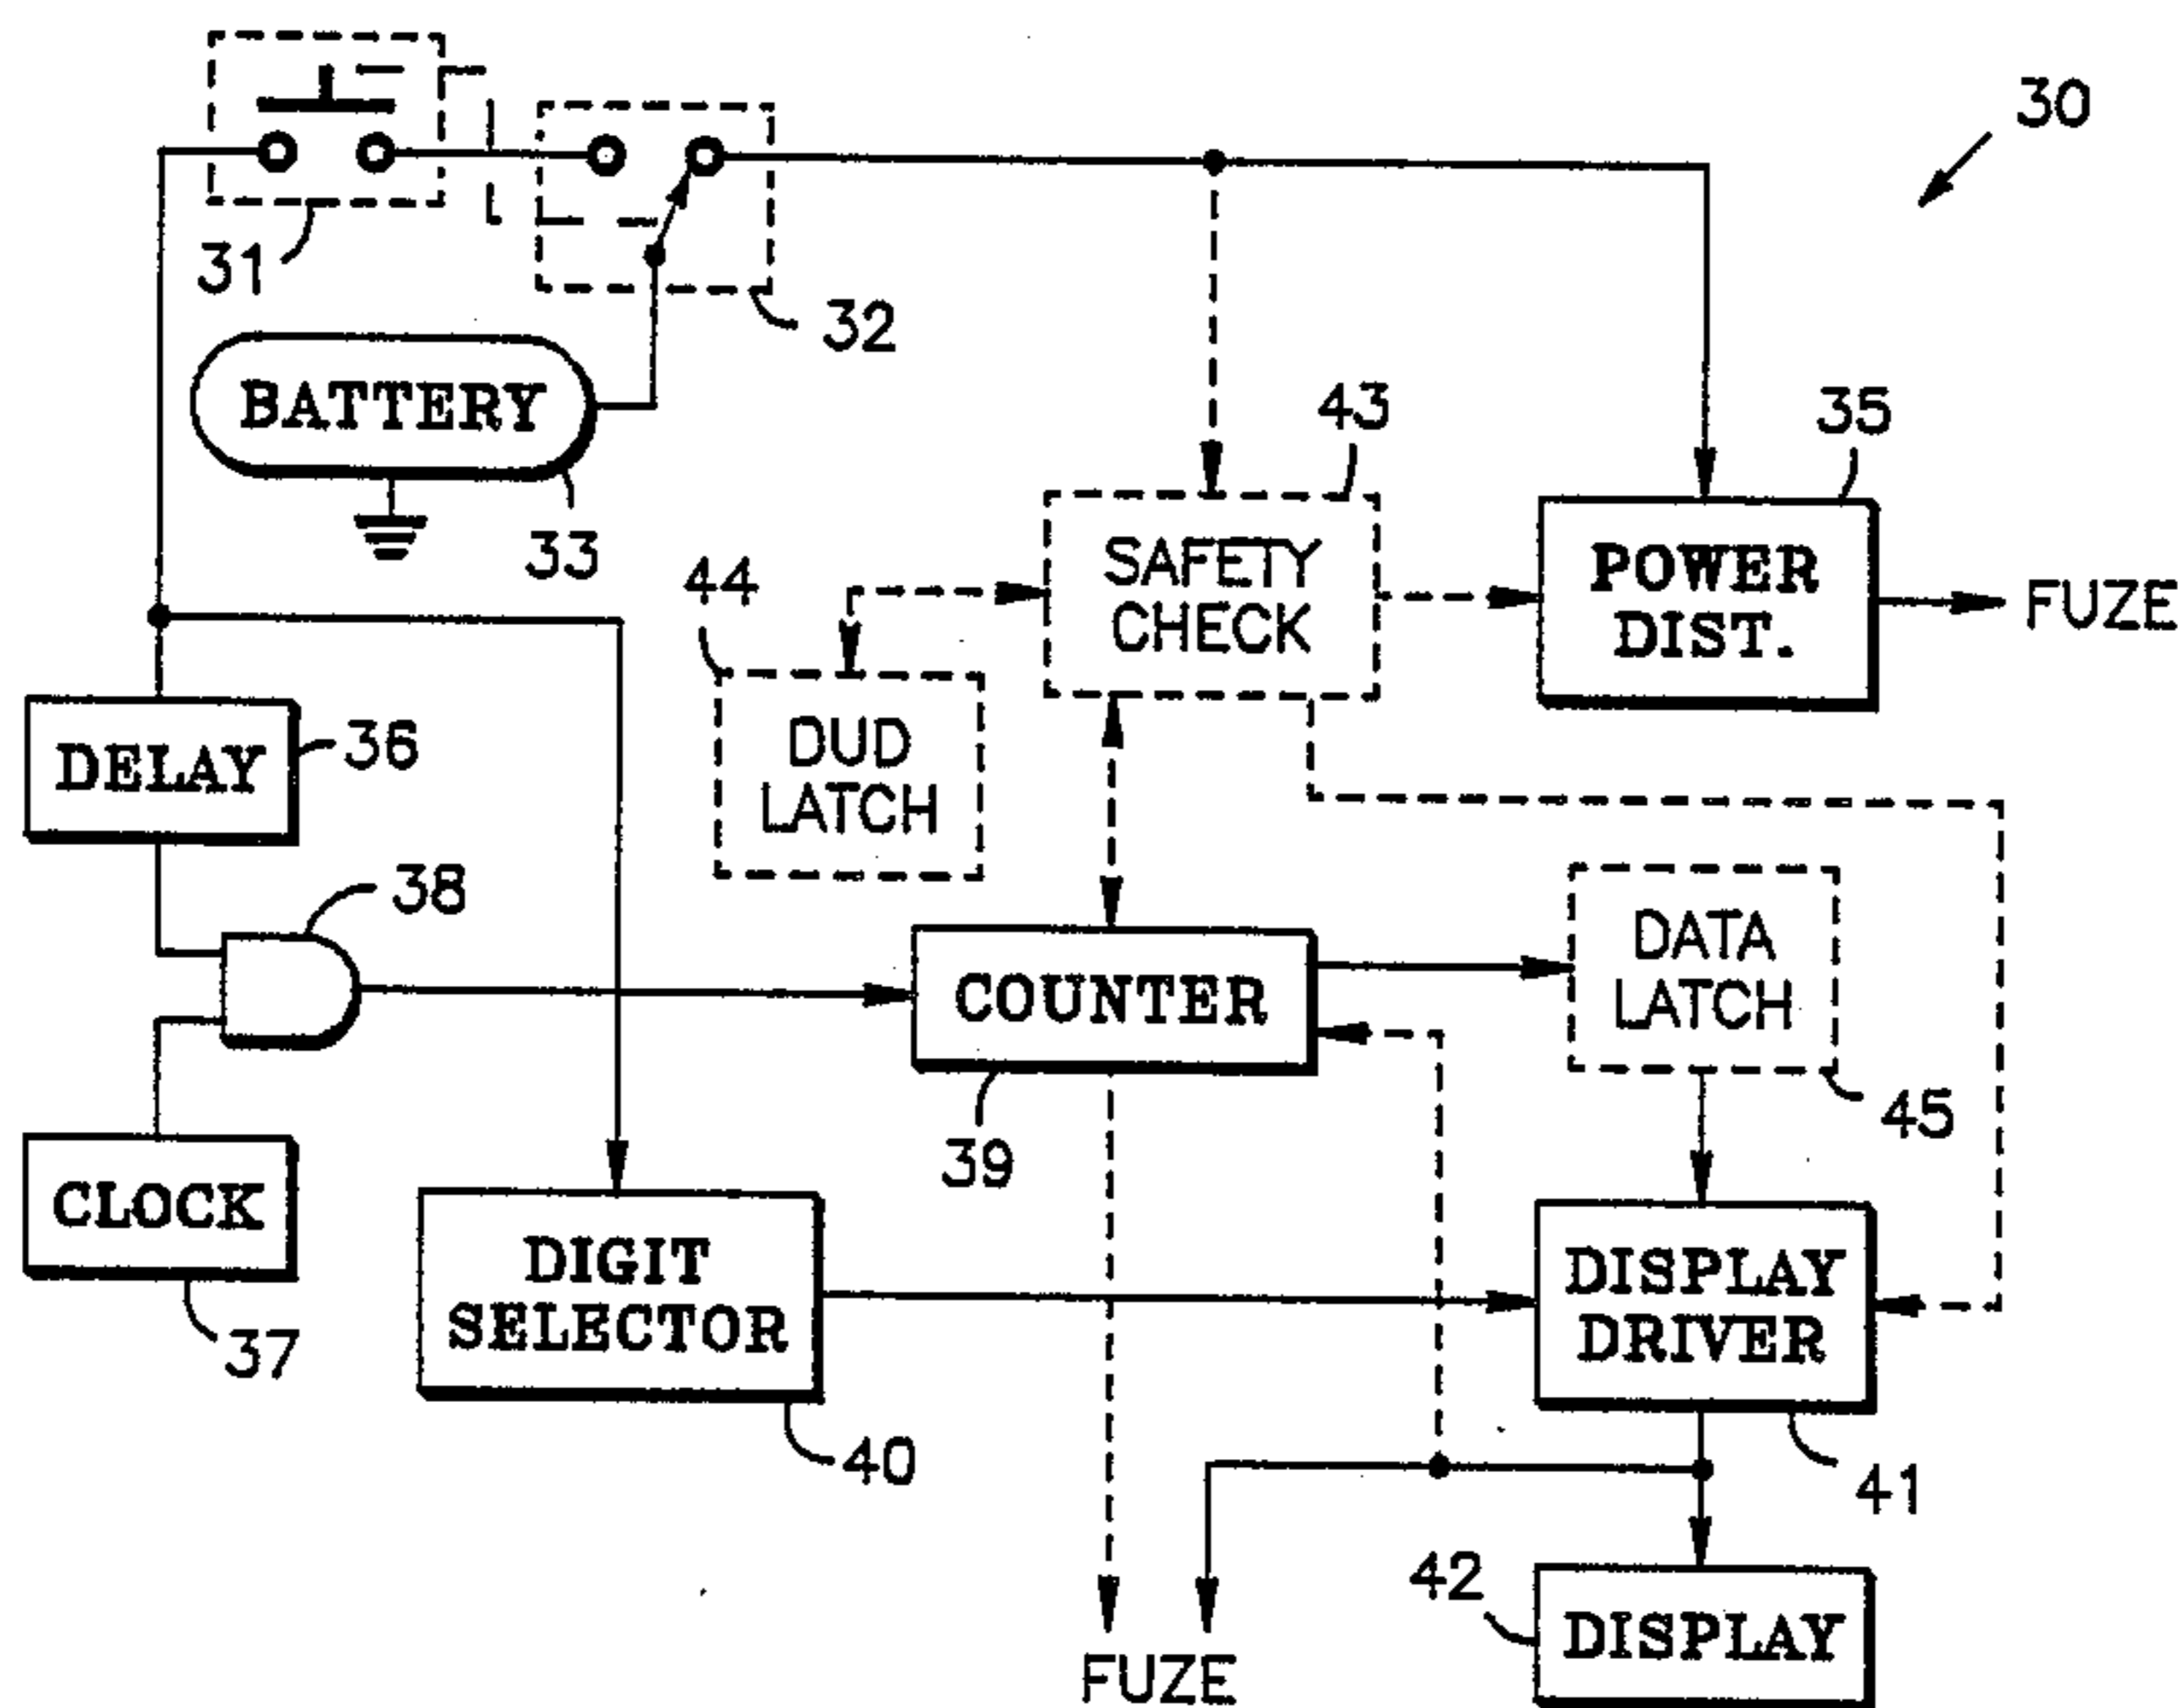 30
31
32
BATTERY
33
43
35
44
SAFETY
CHECK
POWER
DIST.
FUZE
DELAY
36
DUD
LATCH
38
DATA
LATCH
COUNTER
39
45
CLOCK
37
DIGIT
SELECTOR
40
DISPLAY
DRIVER
41
42
DISPLAY
FUZE